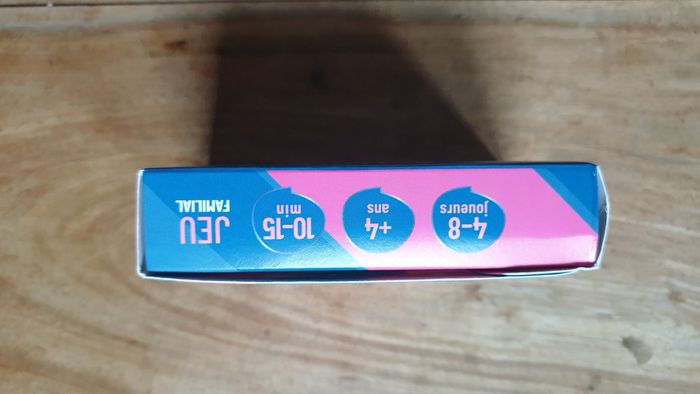 4-8
joueurs
+4
ans
10-15
min
JEU
FAMILIAL